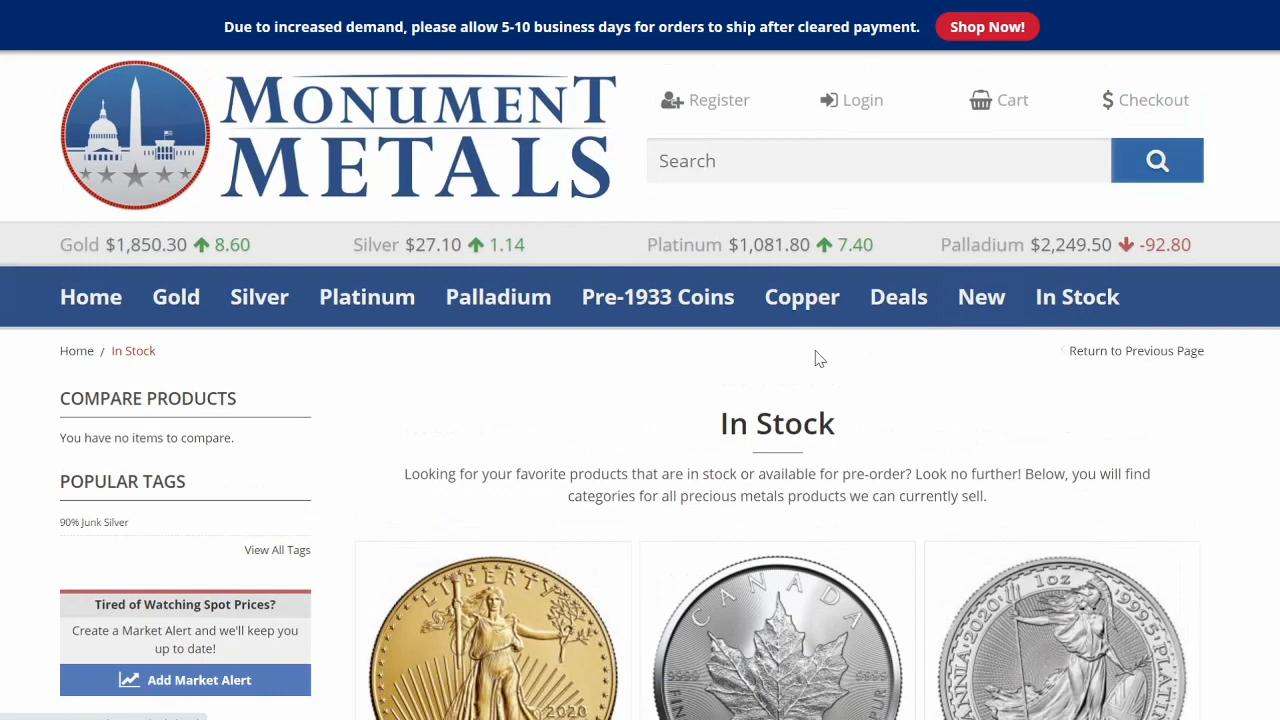 Due to increased demand, please allow 5-10 business days for orders to ship after cleared payment. Shop Now!
MONUMENT
METALS
Register Login Cart Checkout
Search
Gold $1,850.30 8.60 Silver $27.10 1.14 Platinum $1,081.80 7.40 Palladium $2,249.50 -92.80
Home Gold Silver Platinum Palladium Pre-1933 Coins Copper Deals New In Stock
Home / In Stock
Return to Previous Page
COMPARE PRODUCTS
You have no items to compare.
POPULAR TAGS
90% Junk Silver
View All Tags
Tired of Watching Spot Prices?
Create a Market Alert and we'll keep you
up to date!
Add Market Alert
In Stock
Looking for your favorite products that are in stock or available for pre-order? Look no further! Below, you will find
categories for all precious metals products we can currently sell.
LIBERTY
2020
CANADA
9999
1oz